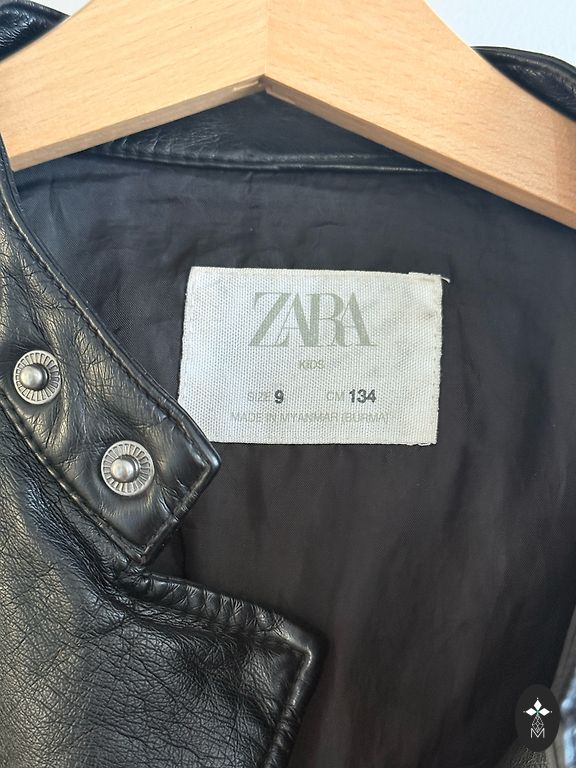 ZARA
KIDS
SIZE 9 CM 134
MADE IN MYANMAR (BURMA)
M